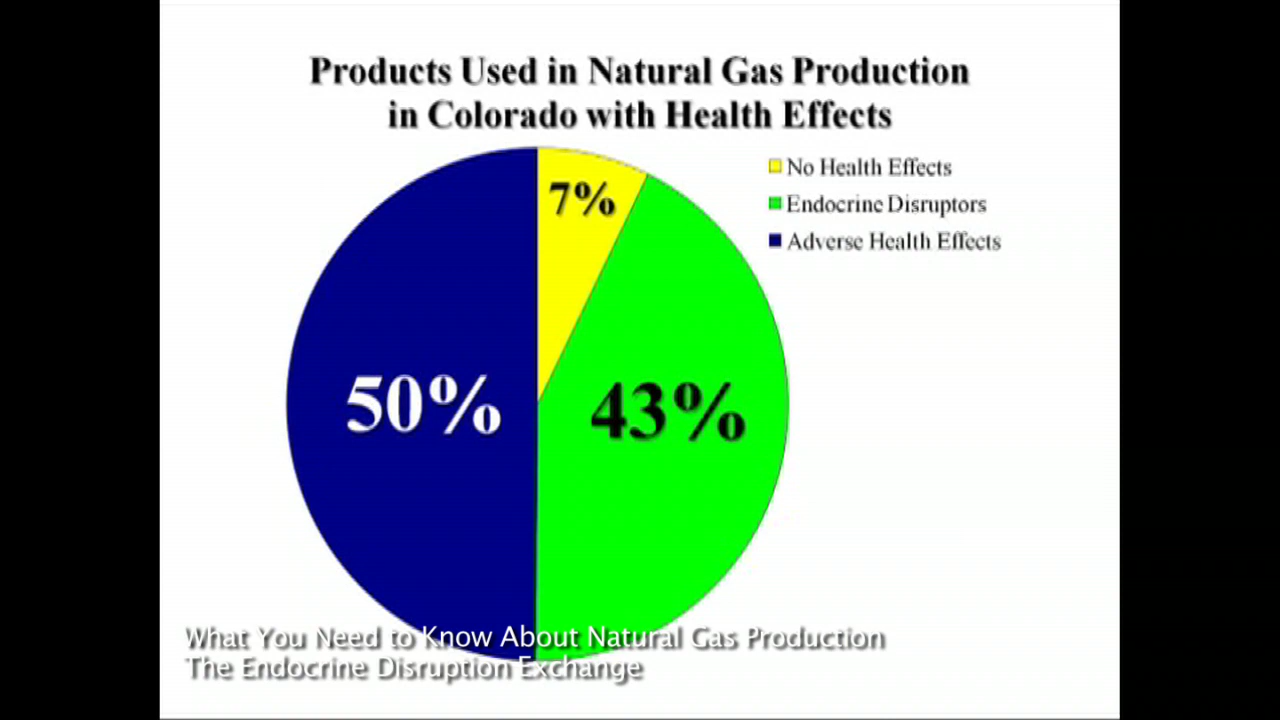 Products Used in Natural Gas Production
in Colorado with Health Effects
No Health Effects
Endocrine Disruptors
Adverse Health Effects
7%
50%
43%
What You Need to Know About Natural Gas Production
The Endocrine Disruption Exchange